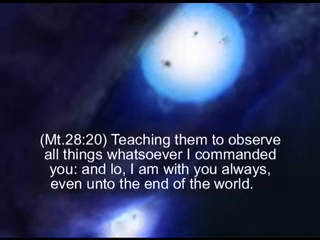 (Mt.28:20) Teaching them to observe
all things whatsoever I commanded
you: and lo, I am with you always,
even unto the end of the world.